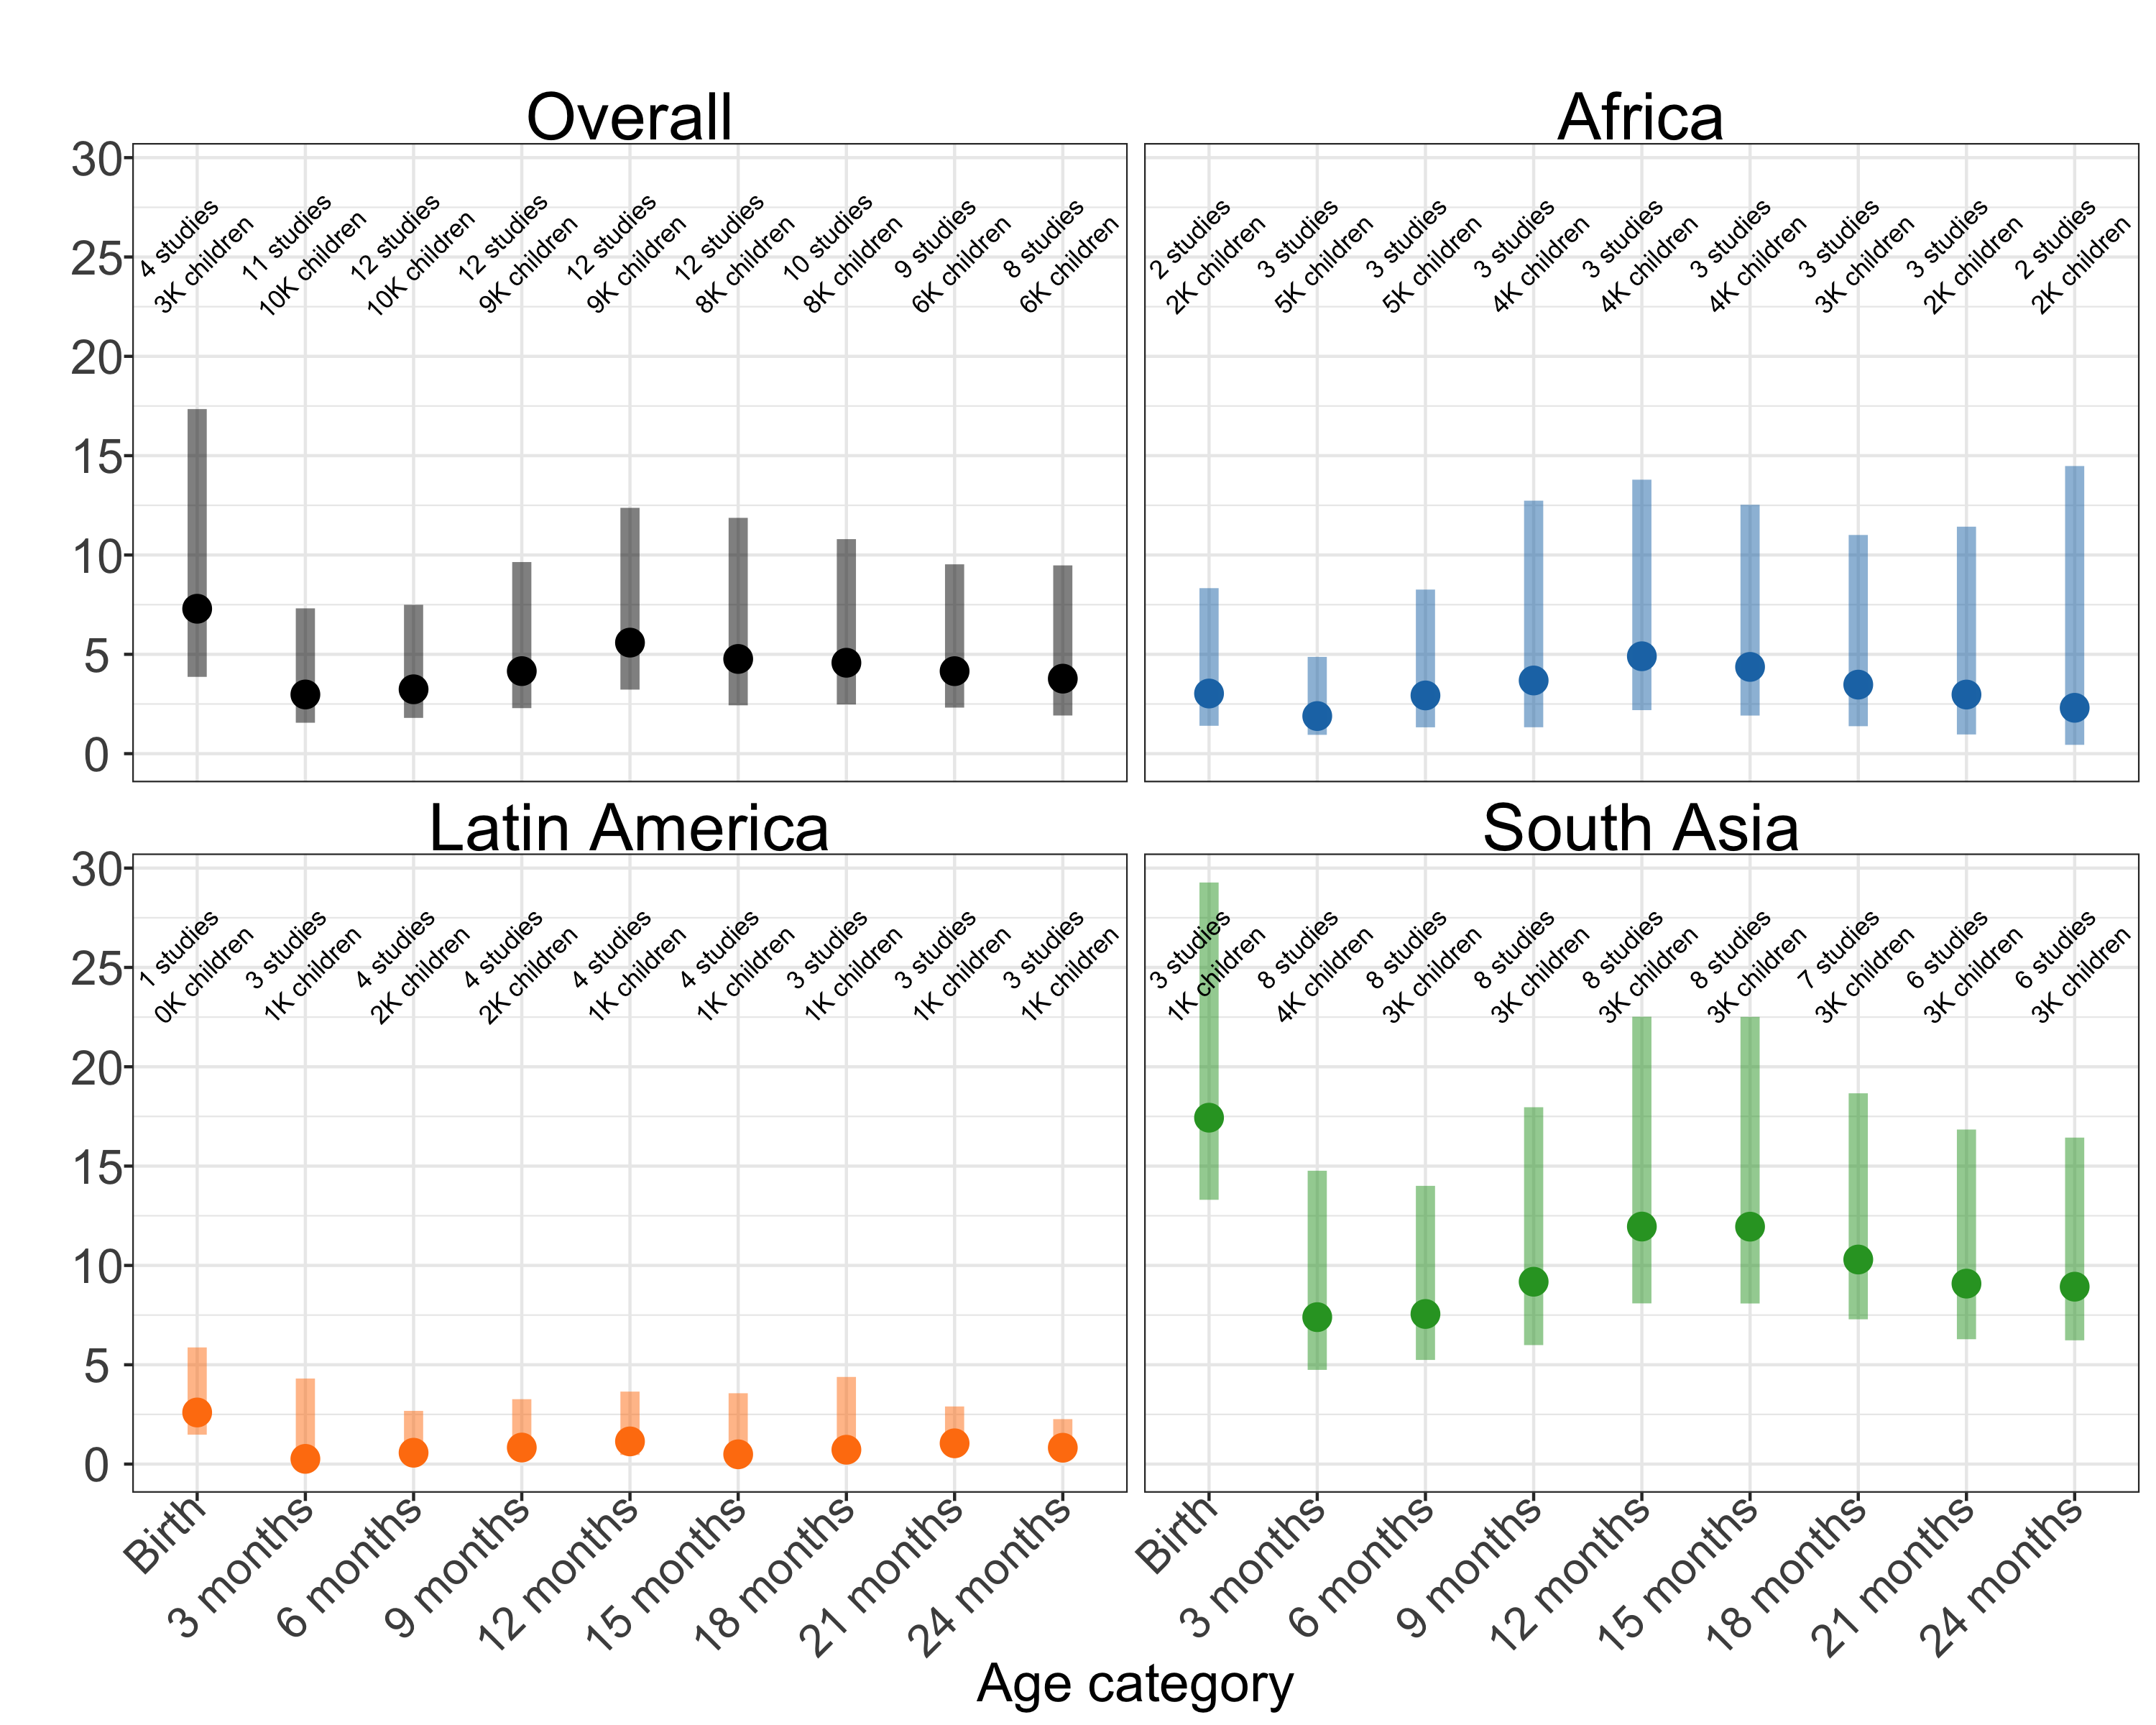 Overall
30
25
20
15
10
5
0
4 studies
3K children
11 studies
10K children
12 studies
10K children
12 studies
9K children
12 studies
9K children
12 studies
8K children
10 studies
8K children
9 studies
6K children
8 studies
6K children
Africa
2 studies
2K children
3 studies
5K children
3 studies
5K children
3 studies
4K children
3 studies
4K children
3 studies
4K children
3 studies
3K children
3 studies
2K children
2 studies
2K children
Latin America
30
25
20
15
10
5
0
1 studies
0K children
3 studies
1K children
4 studies
2K children
4 studies
2K children
4 studies
1K children
4 studies
1K children
3 studies
1K children
3 studies
1K children
3 studies
1K children
South Asia
3 studies
1K children
8 studies
4K children
8 studies
3K children
8 studies
3K children
8 studies
3K children
8 studies
3K children
7 studies
3K children
6 studies
3K children
6 studies
3K children
Birth
3 months
6 months
9 months
12 months
15 months
18 months
21 months
24 months
Birth
3 months
6 months
9 months
12 months
15 months
18 months
21 months
24 months
Age category